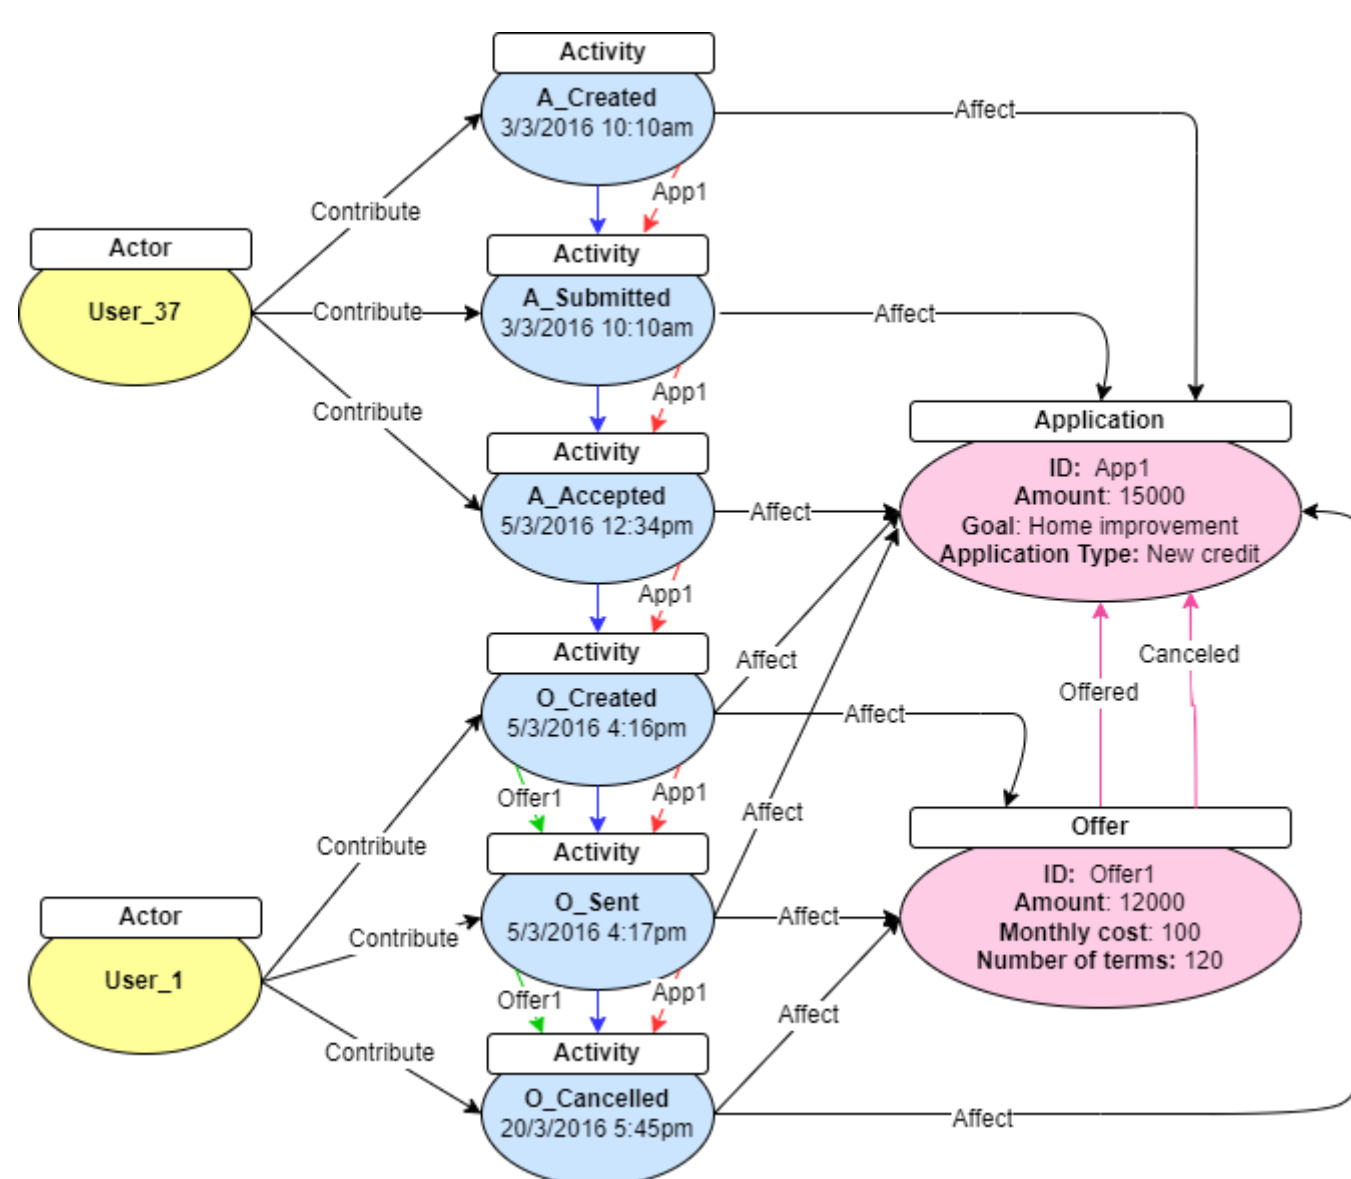 Activity
A_Created
3/3/2016 10:10am
Affect
App1
Contribute
Actor
User_37
Activity
A_Submitted
3/3/2016 10:10am
Contribute
Affect
App1
Contribute
Activity
A_Accepted
5/3/2016 12:34pm
Affect
Application
ID: App1
Amount: 15000
Goal: Home improvement
Application Type: New credit
App1
Activity
O_Created
5/3/2016 4:16pm
Affect
Affect
Canceled
Offered
Offer1
App1
Affect
Contribute
Activity
O_Sent
5/3/2016 4:17pm
Affect
Offer
ID: Offer1
Amount: 12000
Monthly cost: 100
Number of terms: 120
Actor
User_1
Contribute
Offer1
App1
Affect
Contribute
Activity
O_Cancelled
20/3/2016 5:45pm
Affect